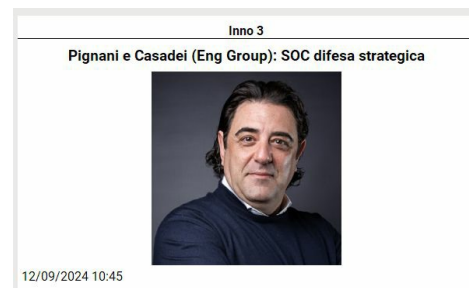 Inno 3
Pignani e Casadei (Eng Group): SOC difesa strategica
12/09/2024 10:45